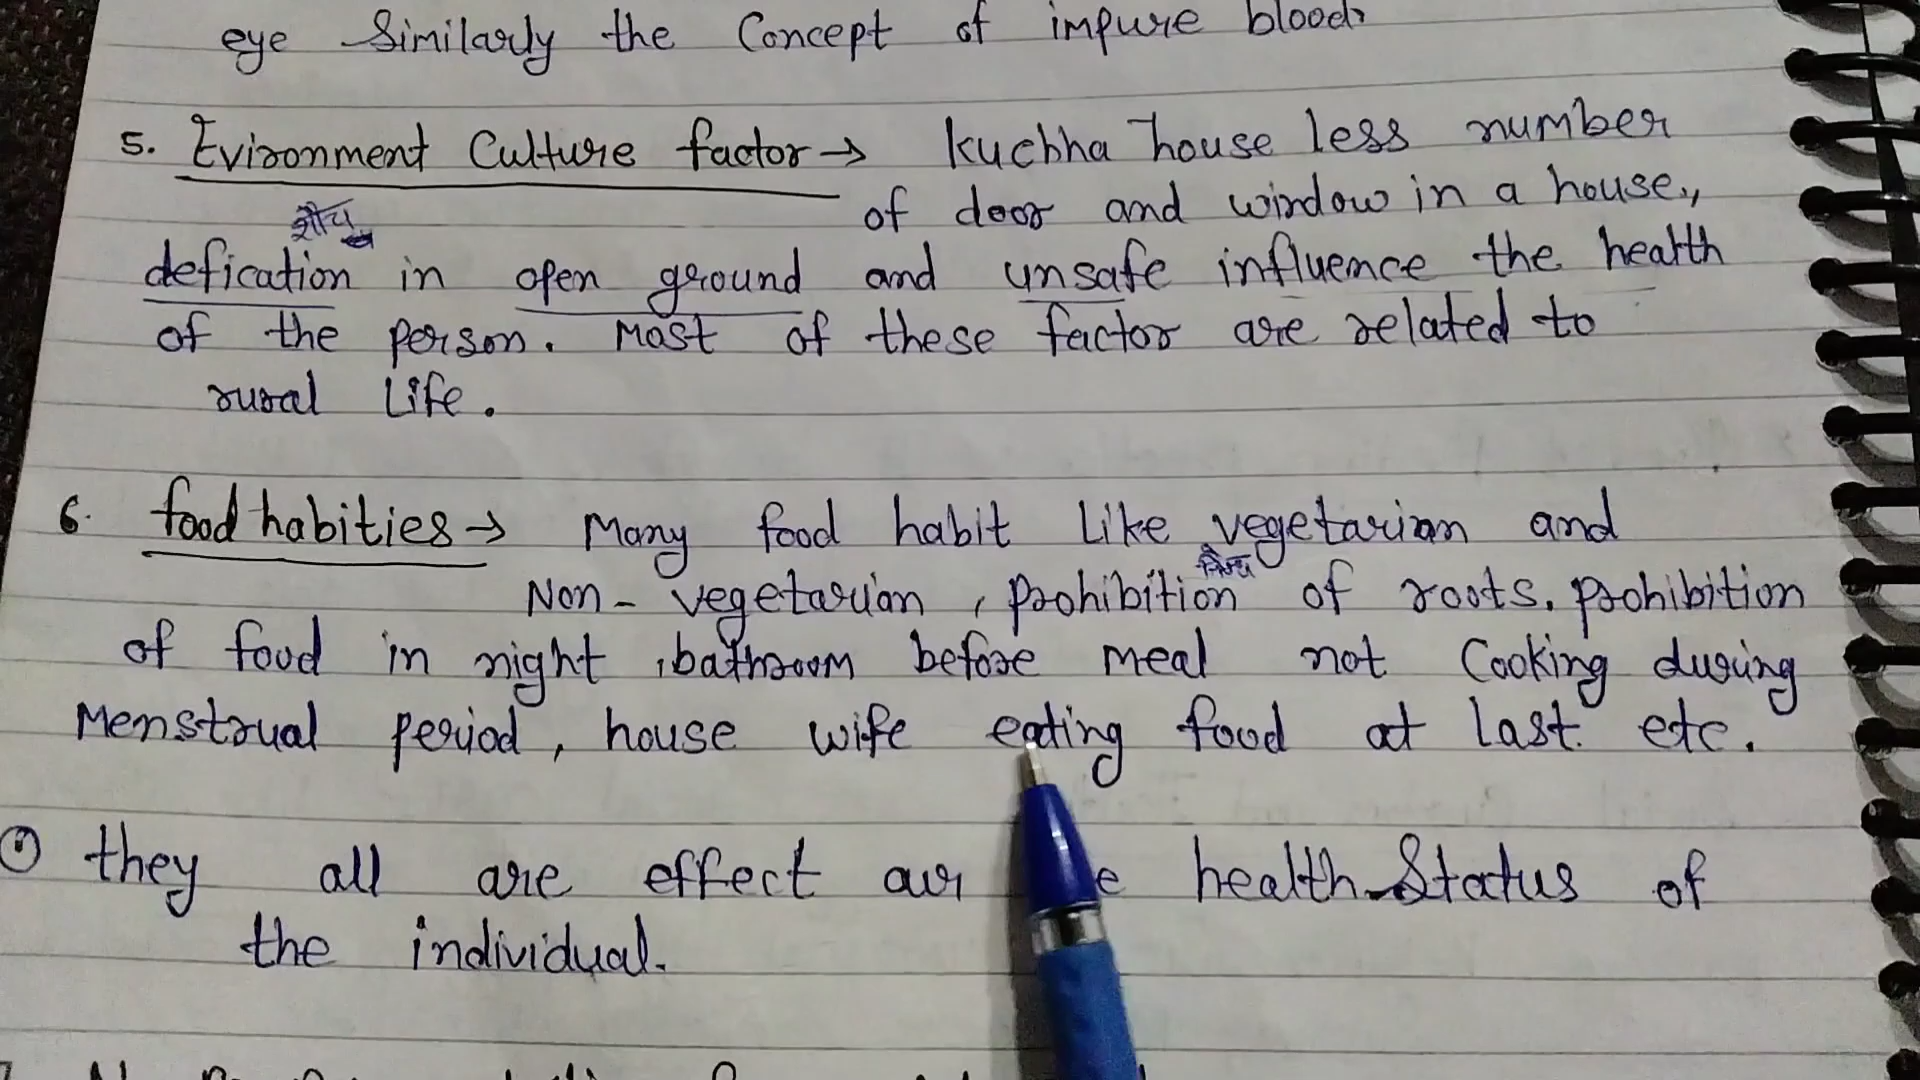 eye Similarly the Concept of impure blood.
5. Evironment Culture factor → kuchha house less number
of door and window in a house,,
शौच
defication in open ground and unsafe influence the health
of the person. Most of these factor are related to
rural Life.
6. food habities → Many food habit like vegetarian and
Non - vegetarian , prohibition of roots. prohibition
of food in night , bathroom before meal not Cooking during
Menstrual period , house wife eating food at last. etc.
they all are effect our health Status of
the individual.